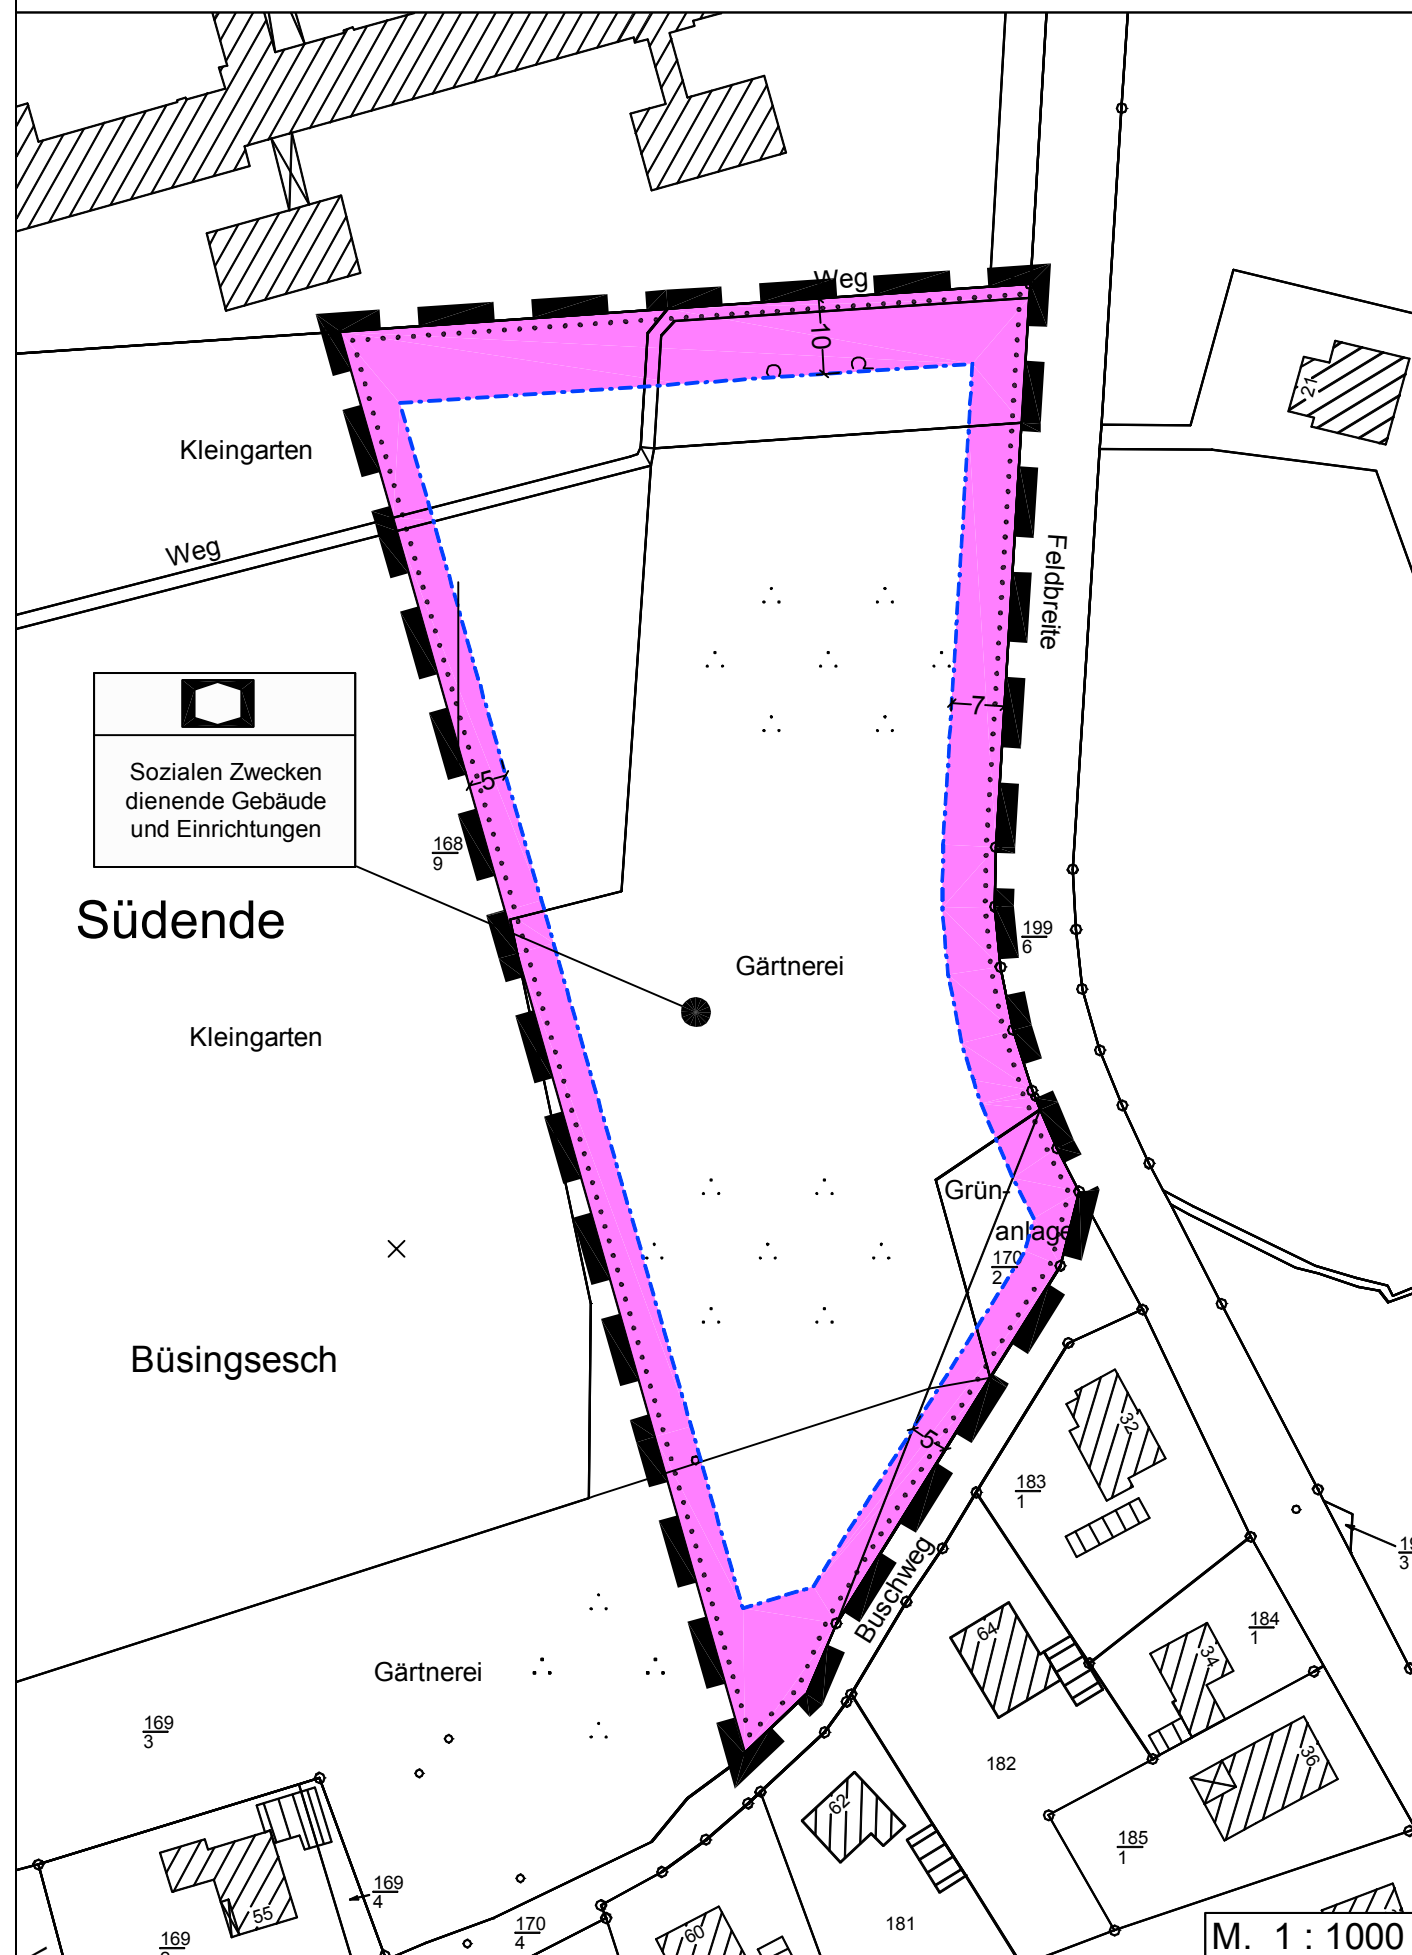 Weg
10
21
Kleingarten
Weg
Feldbreite
7
Sozialen Zwecken
dienende Gebäude
und Einrichtungen
5
168
9
Südende
199
6
Gärtnerei
Kleingarten
Grün-
anlage
170
2
Büsingsesch
32
5
183
1
Buschweg
3
64
184
1
34
Gärtnerei
169
3
182
36
62
185
1
169
4
55
170
4
181
60
169
M. 1 : 1000